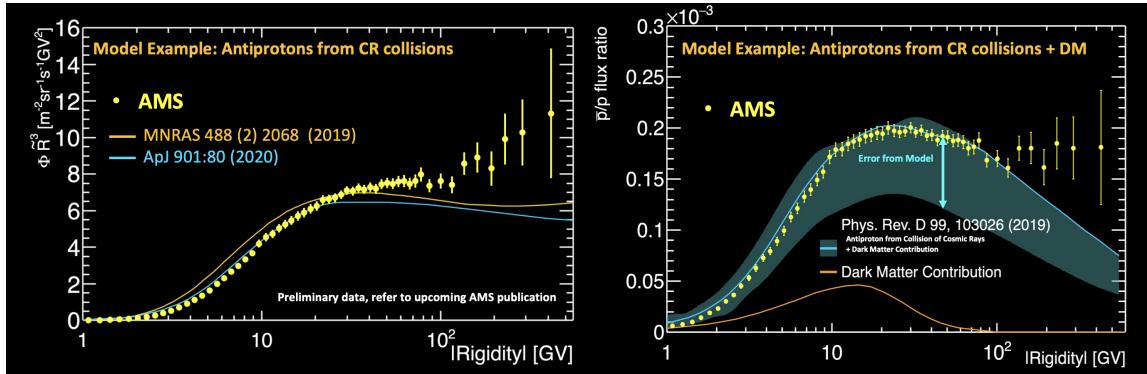 Model Example: Antiprotons from CR collisions
AMS
MNRAS 488 (2) 2068 (2019)
ApJ 901:80 (2020)
Preliminary data, refer to upcoming AMS publication
Φ R̃³ [m⁻²sr⁻¹s⁻¹GV²]
16
14
12
10
8
6
4
2
0
1
10
10²
|Rigidity| [GV]
×10⁻³
Model Example: Antiprotons from CR collisions + DM
AMS
Error from Model
Phys. Rev. D 99, 103026 (2019)
Antiproton from Collision of Cosmic Rays
+ Dark Matter Contribution
Dark Matter Contribution
p̅/p flux ratio
0.3
0.25
0.2
0.15
0.1
0.05
0
1
10
10²
|Rigidity| [GV]